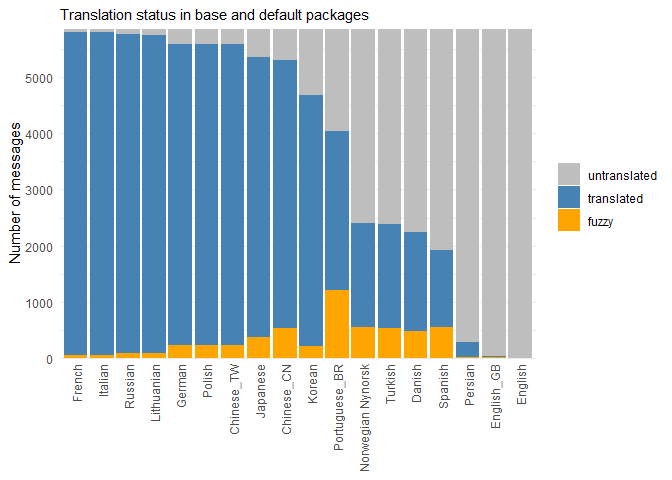 Translation status in base and default packages
Number of messages
5000
4000
3000
2000
1000
0
French
Italian
Russian
Lithuanian
German
Polish
Chinese_TW
Japanese
Chinese_CN
Korean
Portuguese_BR
Norwegian Nynorsk
Turkish
Danish
Spanish
Persian
English_GB
English
untranslated
translated
fuzzy